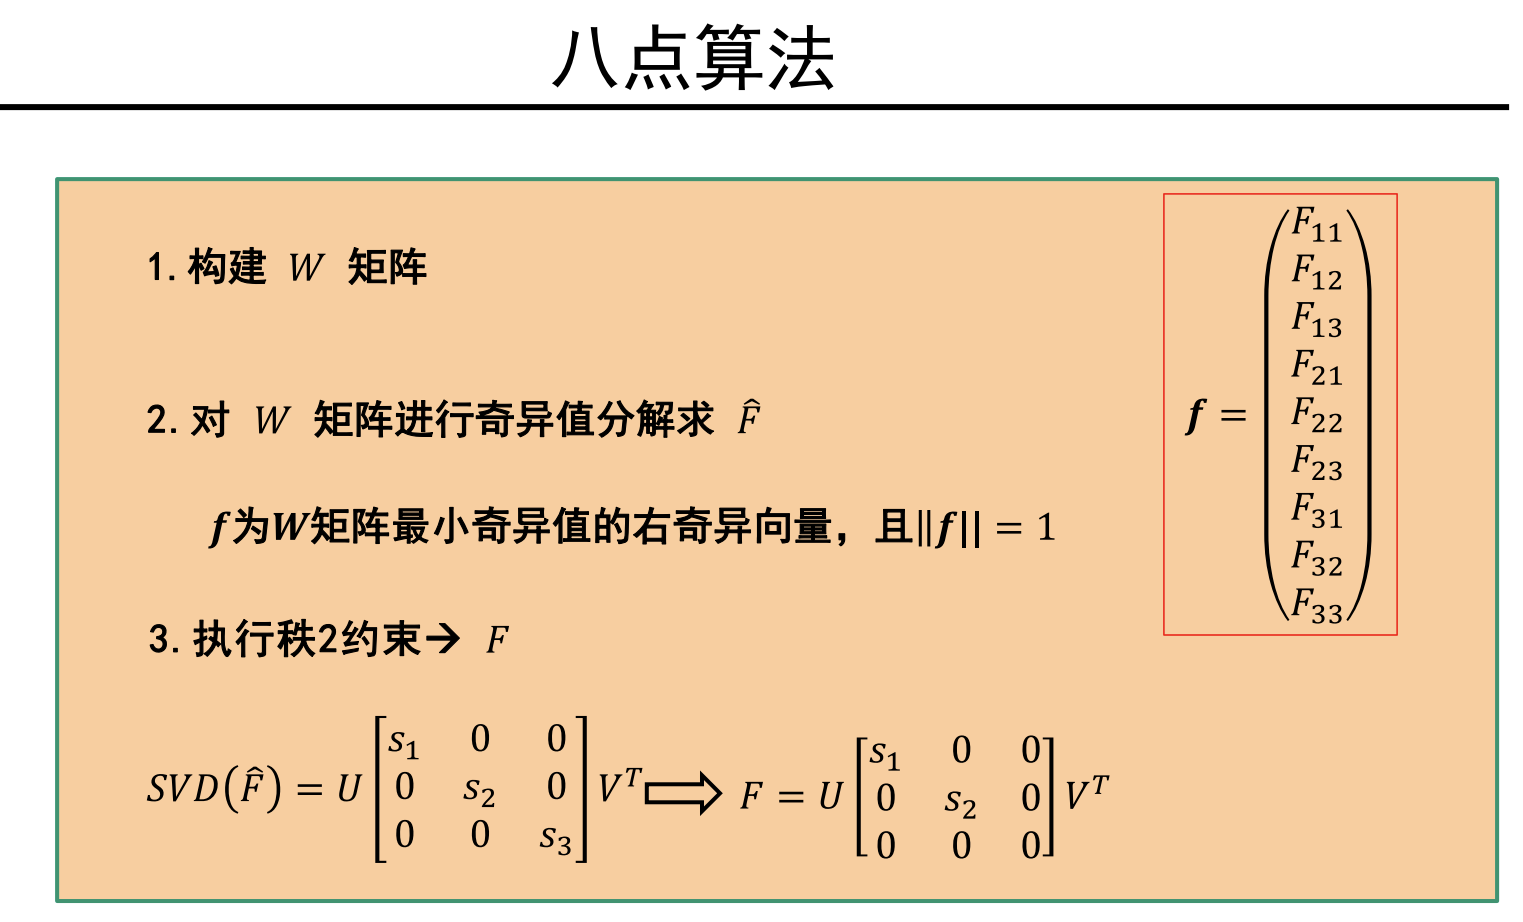 八点算法
1.构建 W 矩阵
2.对 W 矩阵进行奇异值分解求 F̂
f为W矩阵最小奇异值的右奇异向量，且||f|| = 1
3.执行秩2约束→ F
f = (F₁₁ F₁₂ F₁₃ F₂₁ F₂₂ F₂₃ F₃₁ F₃₂ F₃₃)
SVD(F̂) = U [s₁ 0 0; 0 s₂ 0; 0 0 s₃] Vᵀ ⇨ F = U [s₁ 0 0; 0 s₂ 0; 0 0 0] Vᵀ